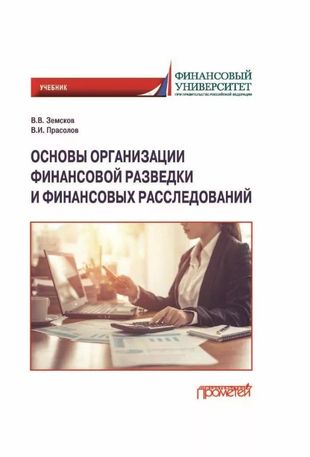 ФИНАНСОВЫЙ
УНИВЕРСИТЕТ
ПРИ ПРАВИТЕЛЬСТВЕ РОССИЙСКОЙ ФЕДЕРАЦИИ
УЧЕБНИК
В.В. Земсков
В.И. Прасолов
ОСНОВЫ ОРГАНИЗАЦИИ
ФИНАНСОВОЙ РАЗВЕДКИ
И ФИНАНСОВЫХ РАССЛЕДОВАНИЙ
Прометей